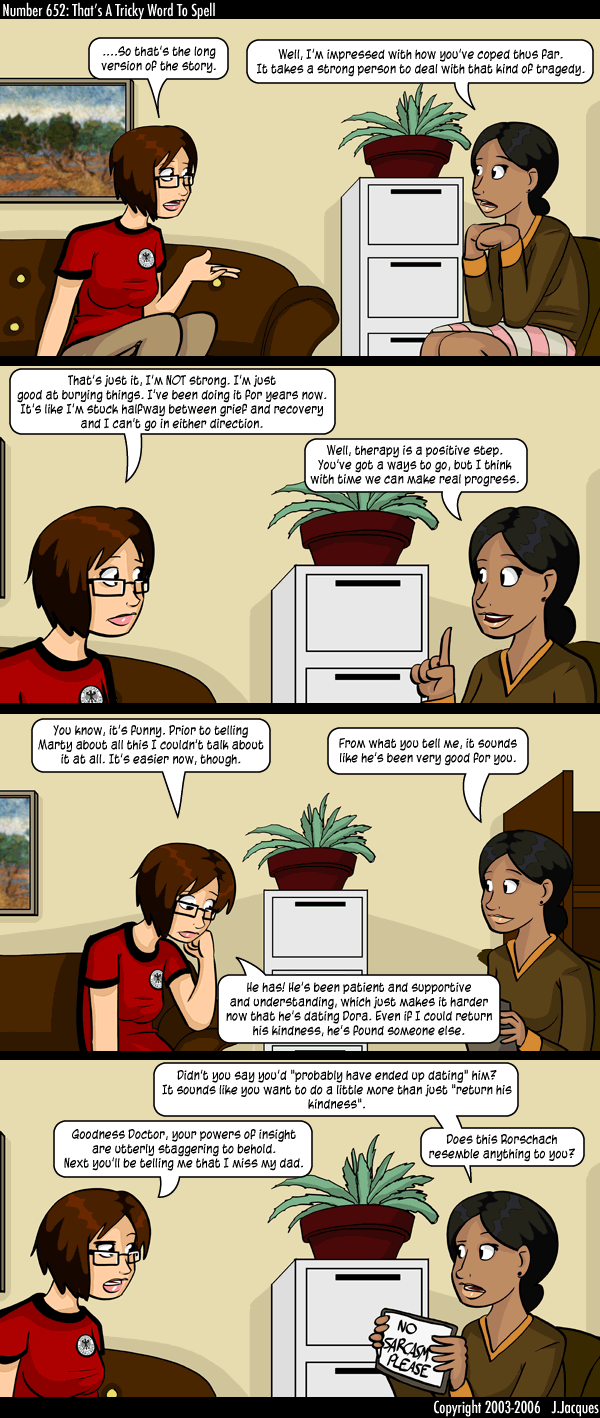 Number 652: That's A Tricky Word To Spell
....So that's the long
version of the story.
Well, I'm impressed with how you've coped thus far.
It takes a strong person to deal with that kind of tragedy.
That's just it, I'm NOT strong. I'm just
good at burying things. I've been doing it for years now.
It's like I'm stuck halfway between grief and recovery
and I can't go in either direction.
Well, therapy is a positive step.
You've got a ways to go, but I think
with time we can make real progress.
You know, it's funny. Prior to telling
Marty about all this I couldn't talk about
it at all. It's easier now, though.
From what you tell me, it sounds
like he's been very good for you.
He has! He's been patient and supportive
and understanding, which just makes it harder
now that he's dating Dora. Even if I could return
his kindness, he's found someone else.
Didn't you say you'd "probably have ended up dating" him?
It sounds like you want to do a little more than just "return his
kindness".
Goodness Doctor, your powers of insight
are utterly staggering to behold.
Next you'll be telling me that I miss my dad.
Does this Rorschach
resemble anything to you?
NO
SARCASM
PLEASE
Copyright 2003-2006 J.Jacques